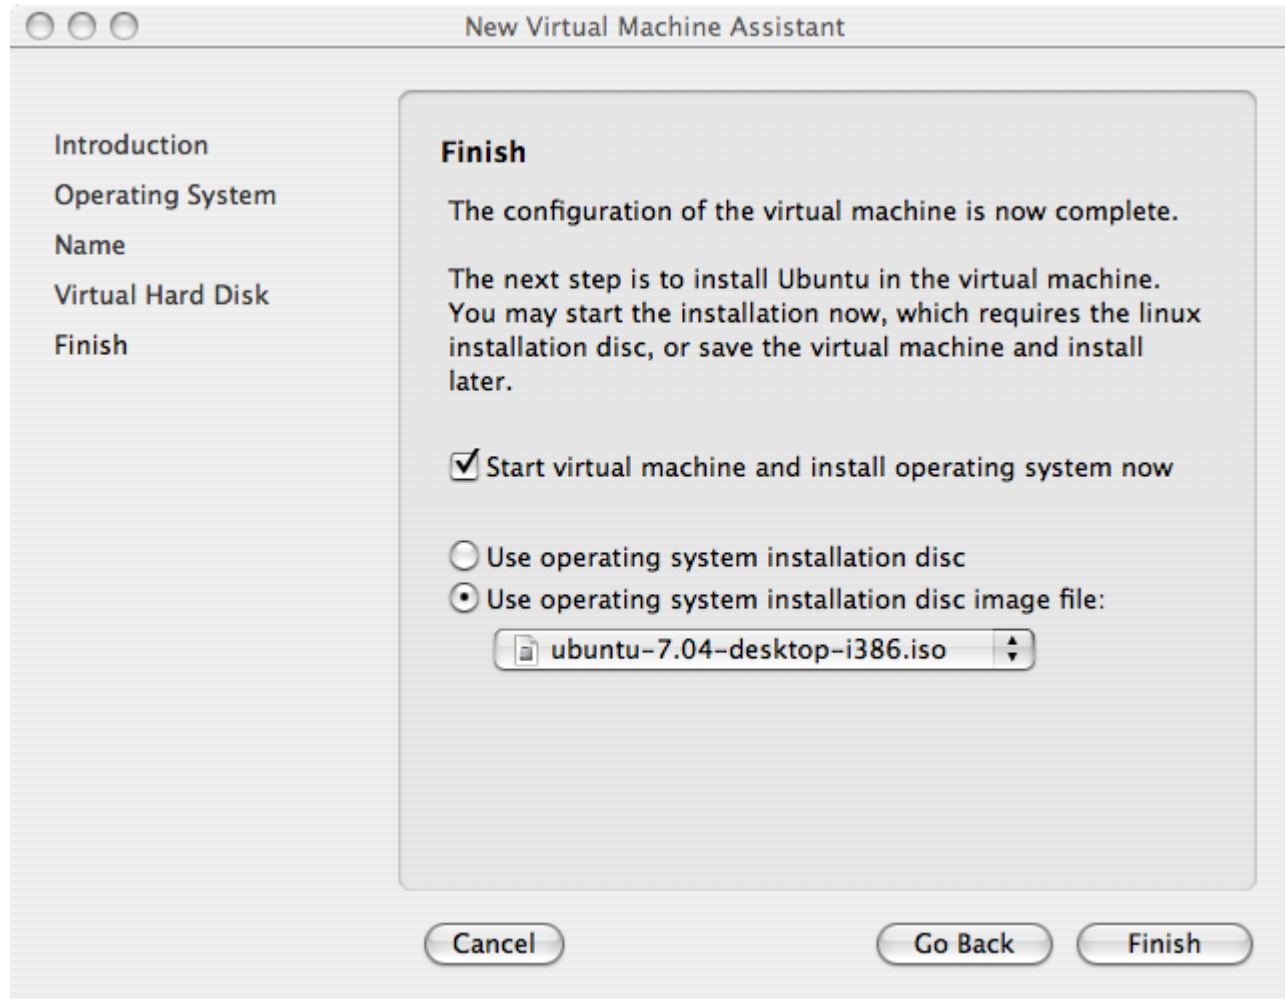 New Virtual Machine Assistant
Introduction
Operating System
Name
Virtual Hard Disk
Finish
Finish
The configuration of the virtual machine is now complete.
The next step is to install Ubuntu in the virtual machine.
You may start the installation now, which requires the linux
installation disc, or save the virtual machine and install
later.
Start virtual machine and install operating system now
Use operating system installation disc
Use operating system installation disc image file:
ubuntu-7.04-desktop-i386.iso
Cancel
Go Back
Finish